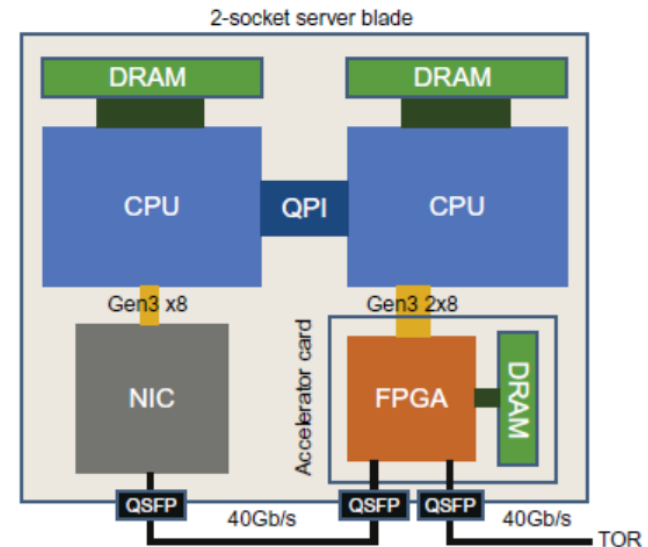 2-socket server blade
DRAM
DRAM
CPU
QPI
CPU
Gen3 x8
Gen3 2x8
Accelerator card
NIC
FPGA
DRAM
QSFP
QSFP
QSFP
40Gb/s
40Gb/s
TOR